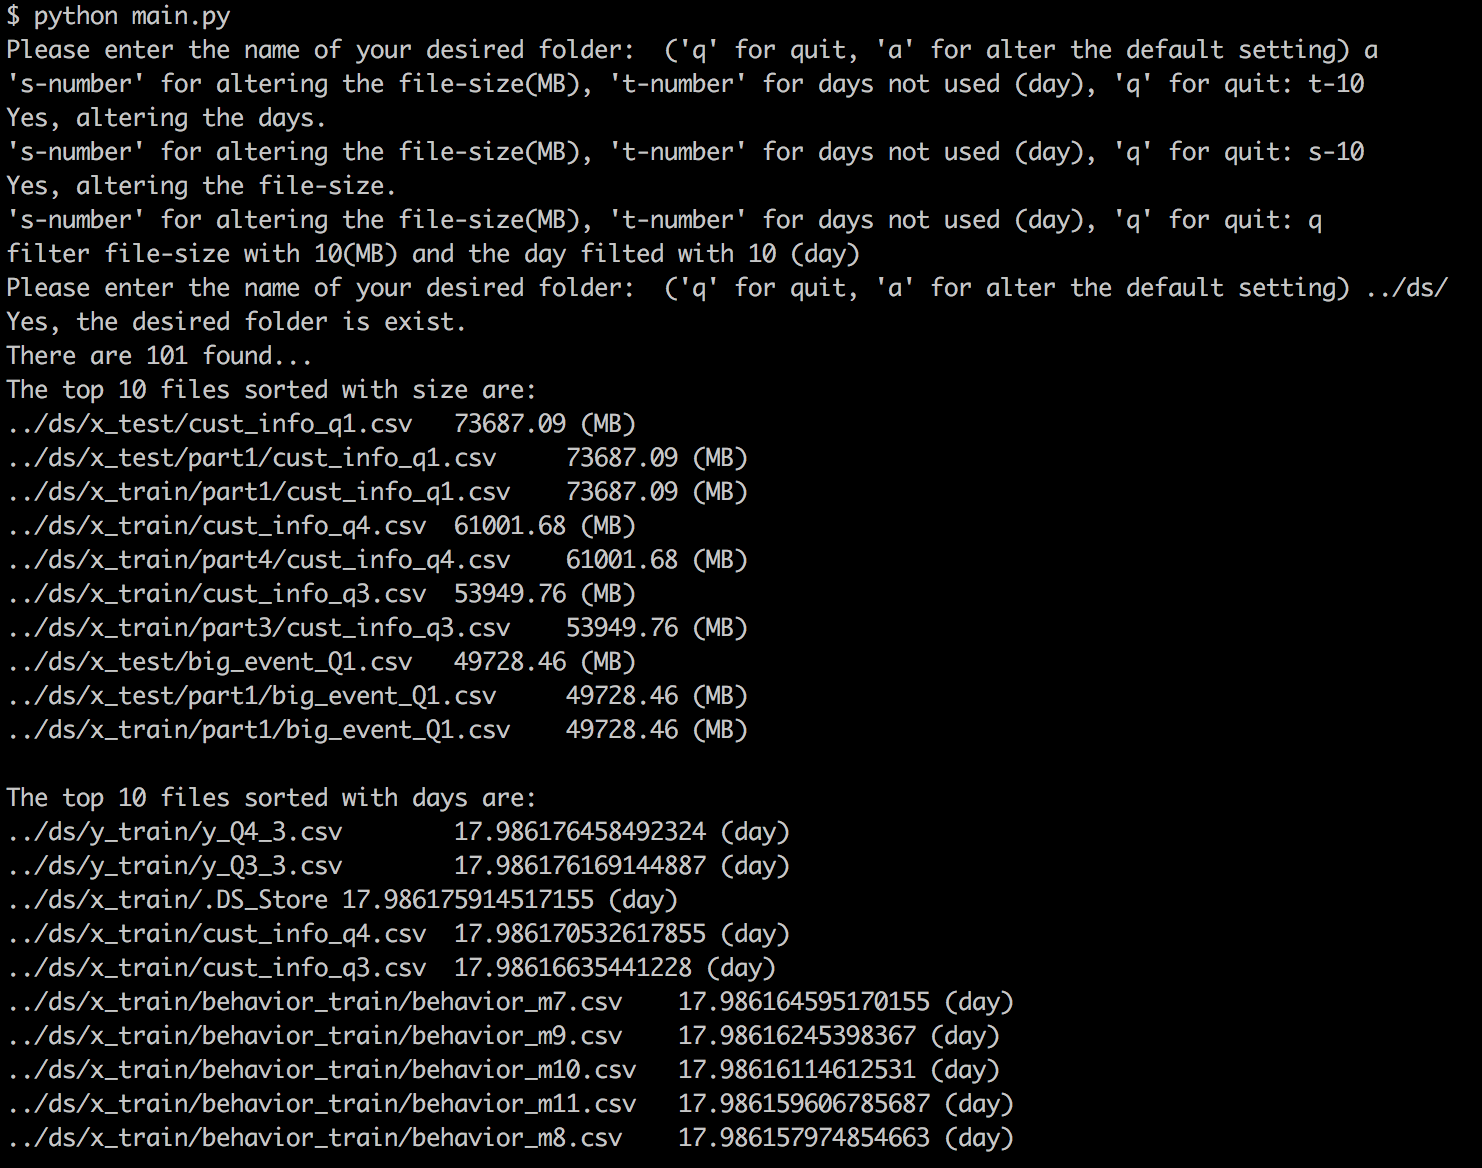 $ python main.py
Please enter the name of your desired folder:  ('q' for quit, 'a' for alter the default setting) a
's-number' for altering the file-size(MB), 't-number' for days not used (day), 'q' for quit: t-10
Yes, altering the days.
's-number' for altering the file-size(MB), 't-number' for days not used (day), 'q' for quit: s-10
Yes, altering the file-size.
's-number' for altering the file-size(MB), 't-number' for days not used (day), 'q' for quit: q
filter file-size with 10(MB) and the day filted with 10 (day)
Please enter the name of your desired folder:  ('q' for quit, 'a' for alter the default setting) ../ds/
Yes, the desired folder is exist.
There are 101 found...
The top 10 files sorted with size are:
../ds/x_test/cust_info_q1.csv   73687.09 (MB)
../ds/x_test/part1/cust_info_q1.csv     73687.09 (MB)
../ds/x_train/part1/cust_info_q1.csv    73687.09 (MB)
../ds/x_train/cust_info_q4.csv  61001.68 (MB)
../ds/x_train/part4/cust_info_q4.csv    61001.68 (MB)
../ds/x_train/cust_info_q3.csv  53949.76 (MB)
../ds/x_train/part3/cust_info_q3.csv    53949.76 (MB)
../ds/x_test/big_event_Q1.csv   49728.46 (MB)
../ds/x_test/part1/big_event_Q1.csv     49728.46 (MB)
../ds/x_train/part1/big_event_Q1.csv    49728.46 (MB)

The top 10 files sorted with days are:
../ds/y_train/y_Q4_3.csv        17.986176458492324 (day)
../ds/y_train/y_Q3_3.csv        17.986176169144887 (day)
../ds/x_train/.DS_Store 17.986175914517155 (day)
../ds/x_train/cust_info_q4.csv  17.986170532617855 (day)
../ds/x_train/cust_info_q3.csv  17.98616635441228 (day)
../ds/x_train/behavior_train/behavior_m7.csv    17.986164595170155 (day)
../ds/x_train/behavior_train/behavior_m9.csv    17.98616245398367 (day)
../ds/x_train/behavior_train/behavior_m10.csv   17.98616114612531 (day)
../ds/x_train/behavior_train/behavior_m11.csv   17.986159606785687 (day)
../ds/x_train/behavior_train/behavior_m8.csv    17.986157974854663 (day)